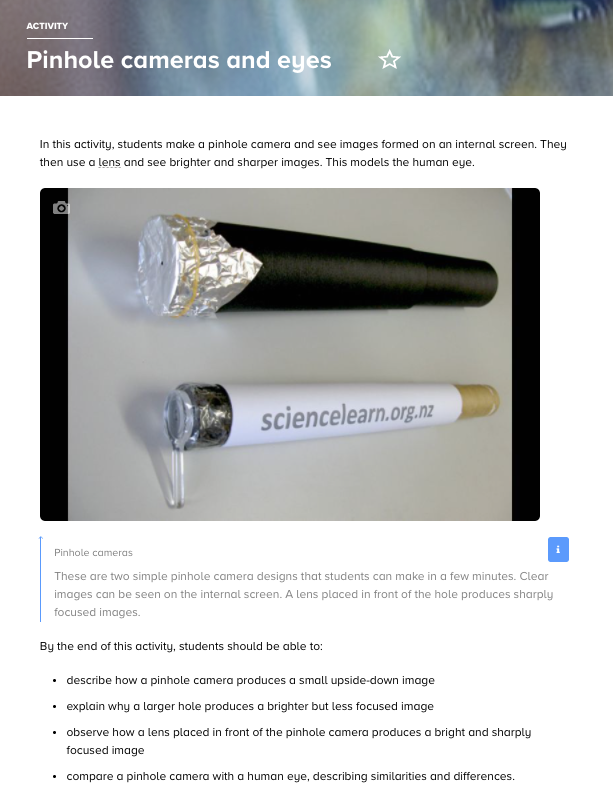 ACTIVITY
Pinhole cameras and eyes
In this activity, students make a pinhole camera and see images formed on an internal screen. They
then use a lens and see brighter and sharper images. This models the human eye.
sciencelearn.org.nz
Pinhole cameras
i
These are two simple pinhole camera designs that students can make in a few minutes. Clear
images can be seen on the internal screen. A lens placed in front of the hole produces sharply
focused images.
By the end of this activity, students should be able to:
• describe how a pinhole camera produces a small upside-down image
• explain why a larger hole produces a brighter but less focused image
• observe how a lens placed in front of the pinhole camera produces a bright and sharply
focused image
• compare a pinhole camera with a human eye, describing similarities and differences.